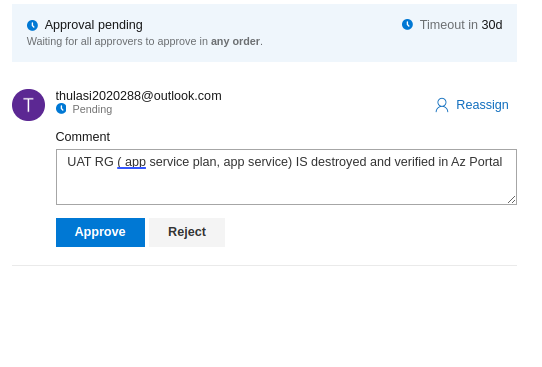 Approval pending
Timeout in 30d
Waiting for all approvers to approve in any order.
T
thulasi2020288@outlook.com
Pending
Reassign
Comment
UAT RG ( app service plan, app service) IS destroyed and verified in Az Portal
Approve
Reject